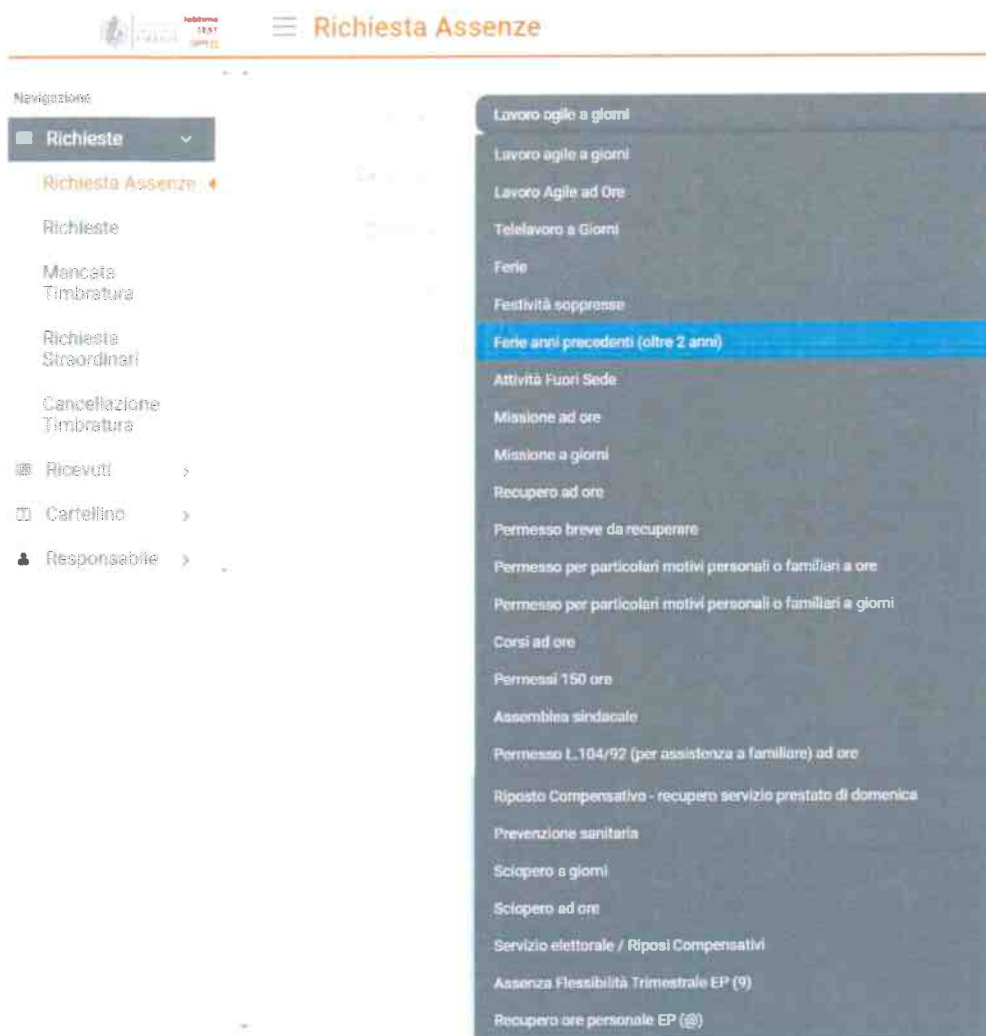 Richiesta Assenze
Navigazione
Richieste
Richiesta Assenze
Richieste
Mancata
Timbratura
Richiesta
Straordinari
Cancellazione
Timbratura
Ricevuti
Cartellino
Responsabile
Lavoro agile a giorni
Lavoro agile a giorni
Lavoro Agile ad Ore
Telelavoro a Giorni
Ferie
Festività soppresse
Ferie anni precedenti (oltre 2 anni)
Attività Fuori Sede
Missione ad ore
Missione a giorni
Recupero ad ore
Permesso breve da recuperare
Permesso per particolari motivi personali o familiari a ore
Permesso per particolari motivi personali o familiari a giorni
Corsi ad ore
Permessi 150 ore
Assemblea sindacale
Permesso L.104/92 (per assistenza a familiare) ad ore
Riposto Compensativo - recupero servizio prestato di domenica
Prevenzione sanitaria
Sciopero a giorni
Sciopero ad ore
Servizio elettorale / Riposi Compensativi
Assenza Flessibilità Trimestrale EP (9)
Recupero ore personale EP (@)